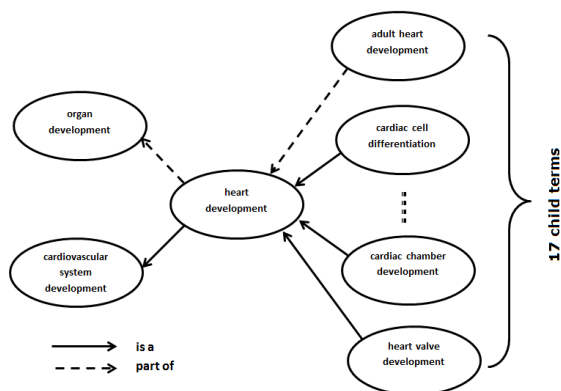 adult heart
development
organ
development
cardiac cell
differentiation
heart
development
cardiovascular
system
development
cardiac chamber
development
heart valve
development
17 child terms
is a
part of